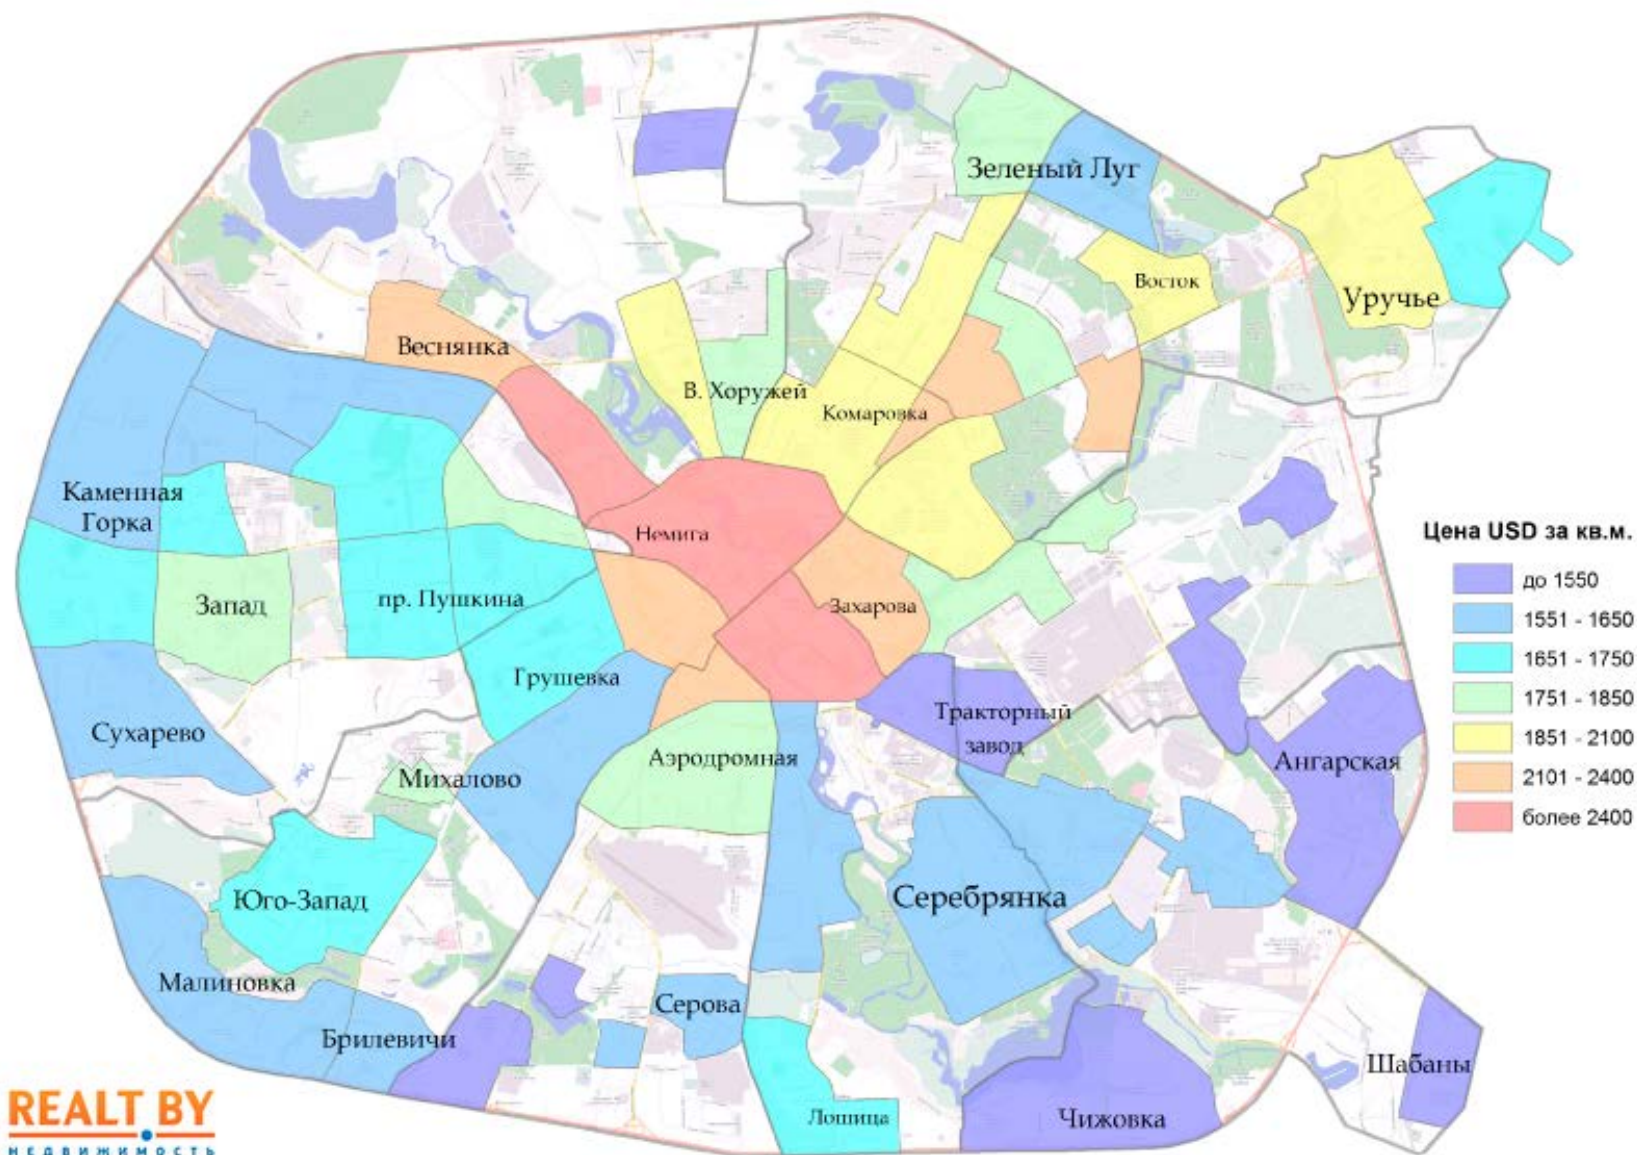 Зеленый Луг
Восток
Уручье
Веснянка
В. Хоружей
Комаровка
Каменная
Горка
Немига
Цена USD за кв.м.
до 1550
1551 - 1650
1651 - 1750
1751 - 1850
1851 - 2100
2101 - 2400
более 2400
Запад
пр. Пушкина
Захарова
Грушевка
Сухарево
Тракторный
завод
Михалово
Аэродромная
Ангарская
Юго-Запад
Серебрянка
Малиновка
Серова
Брилевичи
Шабаны
Лошица
Чижовка
REALT.BY
НЕДВИЖИМОСТЬ